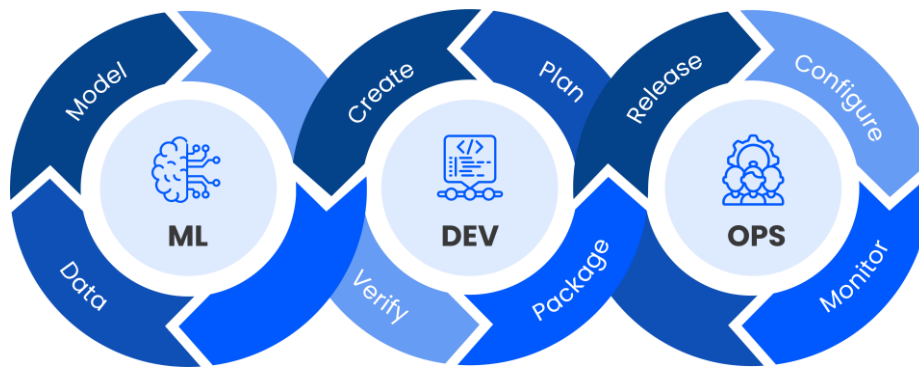 Model
Data
ML
Create
Plan
Verify
Package
</>
DEV
Release
Configure
Monitor
OPS